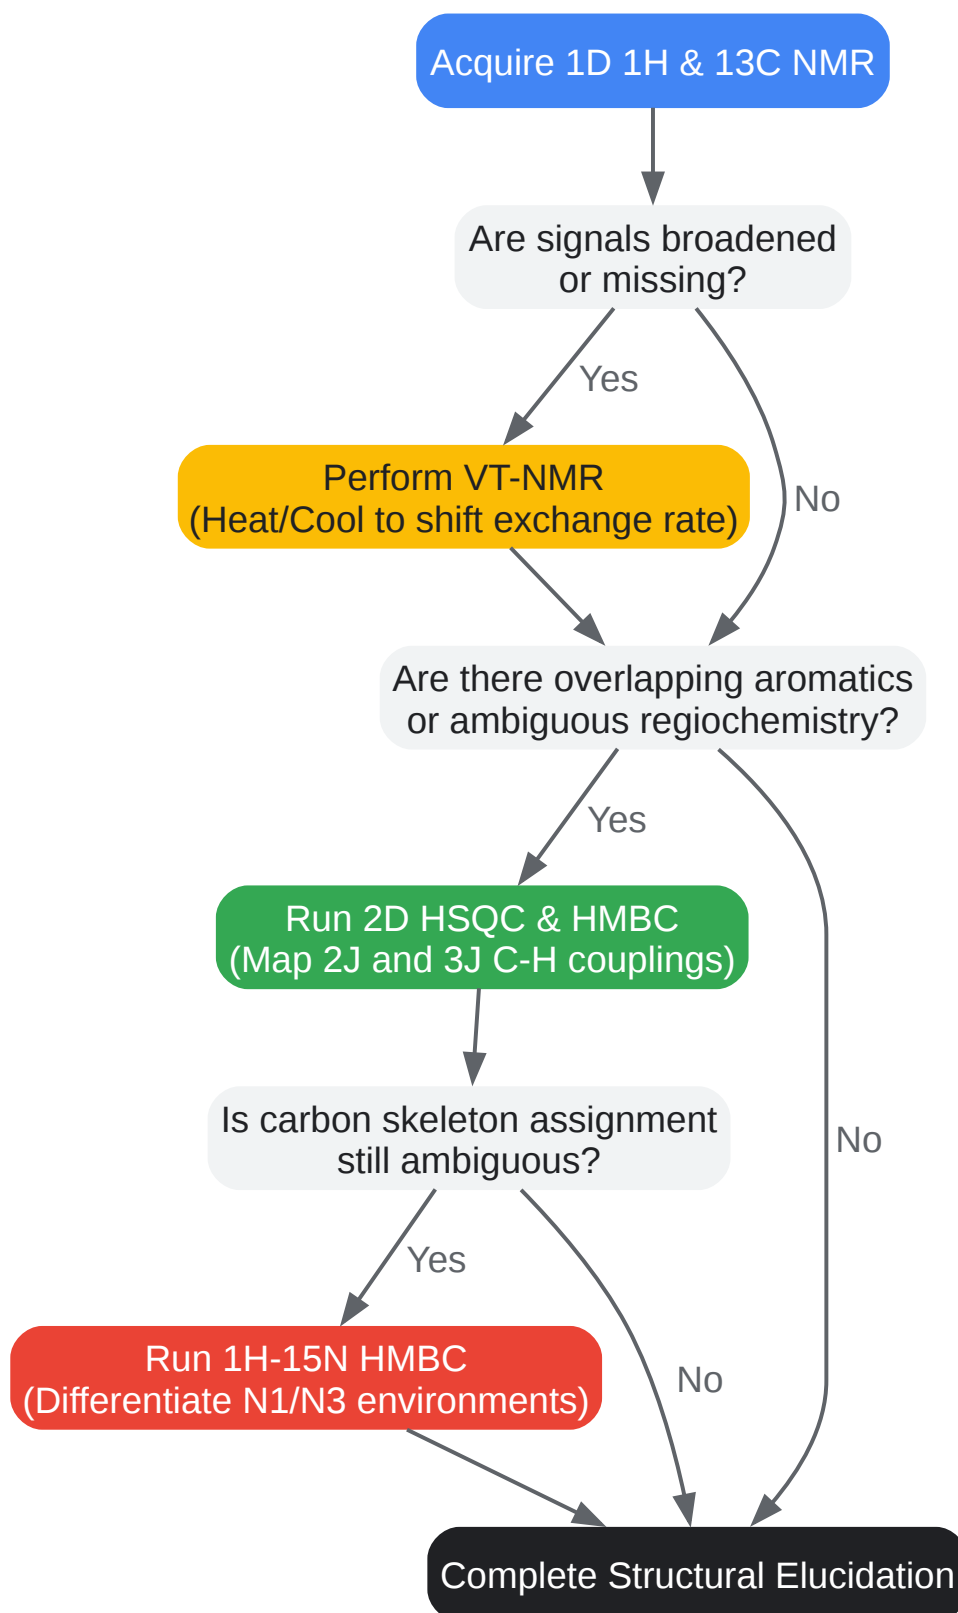 Acquire 1D 1H & 13C NMR
Are signals broadened
or missing?
Yes
Perform VT-NMR
(Heat/Cool to shift exchange rate)
No
Are there overlapping aromatics
or ambiguous regiochemistry?
Yes
Run 2D HSQC & HMBC
(Map 2J and 3J C-H couplings)
Is carbon skeleton assignment
still ambiguous?
No
Yes
Run 1H-15N HMBC
(Differentiate N1/N3 environments)
No
Complete Structural Elucidation